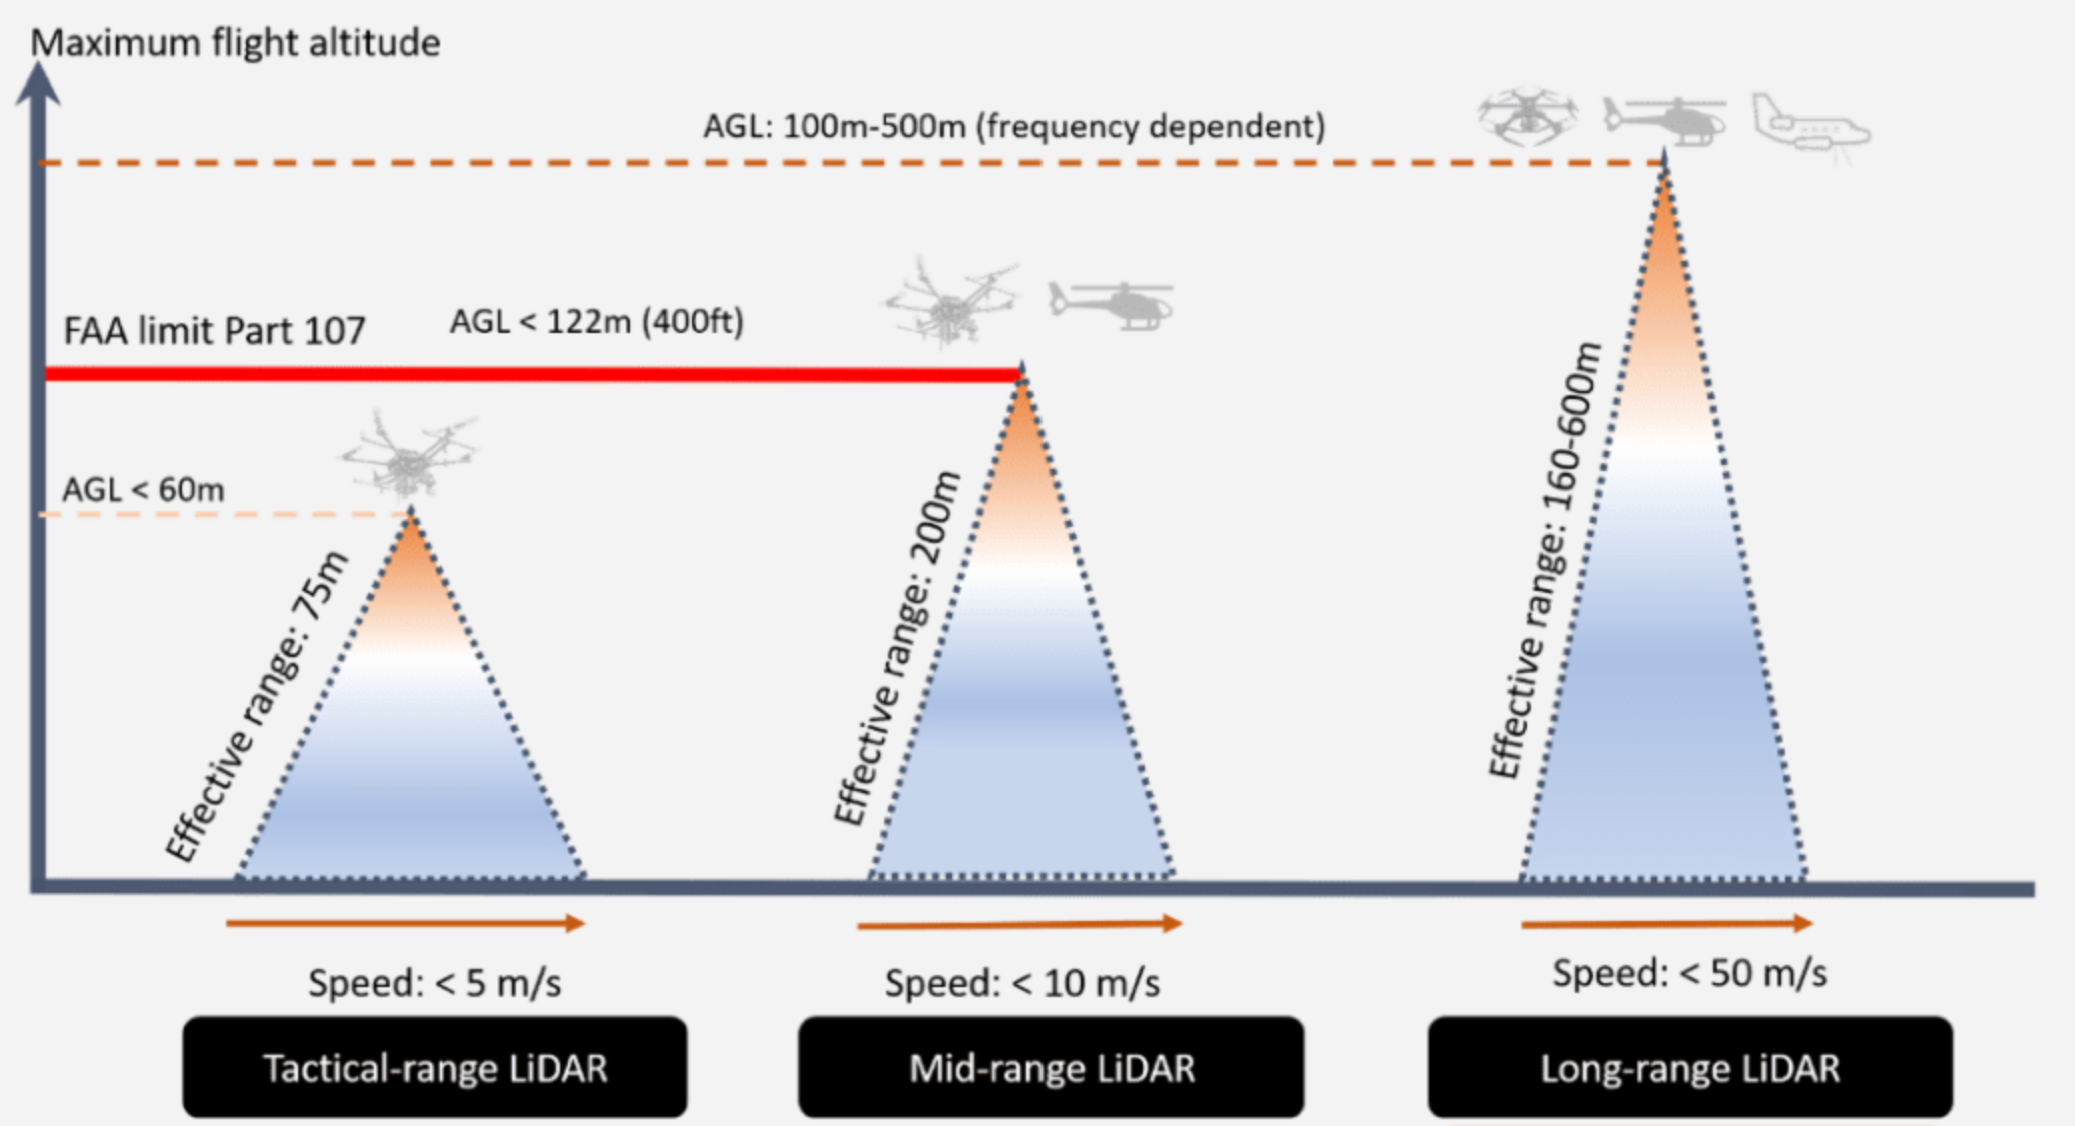 Maximum flight altitude
AGL: 100m-500m (frequency dependent)
FAA limit Part 107
AGL < 122m (400ft)
AGL < 60m
Effective range: 75m
Effective range: 200m
Effective range: 160-600m
Speed: < 5 m/s
Speed: < 10 m/s
Speed: < 50 m/s
Tactical-range LiDAR
Mid-range LiDAR
Long-range LiDAR